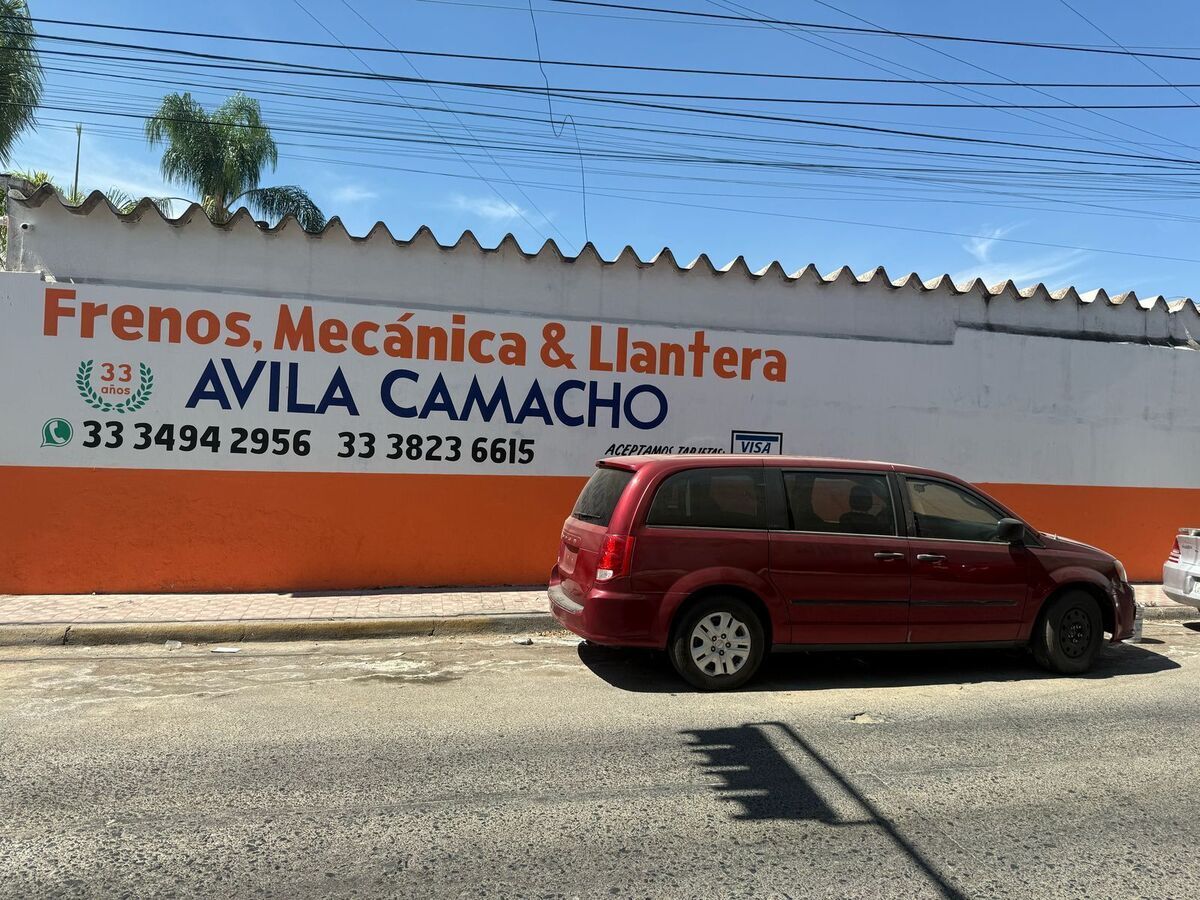 Frenos, Mecánica & Llantera
33
años
AVILA CAMACHO
33 3494 2956 33 3823 6615
ACEPTAMOS TARJETAS:
VISA